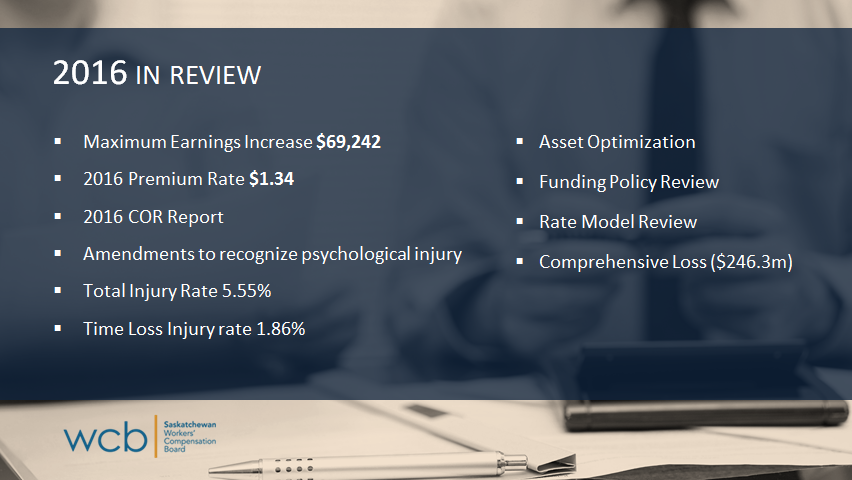 2016 IN REVIEW
▪ Maximum Earnings Increase $69,242
▪ 2016 Premium Rate $1.34
▪ 2016 COR Report
▪ Amendments to recognize psychological injury
▪ Total Injury Rate 5.55%
▪ Time Loss Injury rate 1.86%
▪ Asset Optimization
▪ Funding Policy Review
▪ Rate Model Review
▪ Comprehensive Loss ($246.3m)
wcb
Saskatchewan
Workers'
Compensation
Board